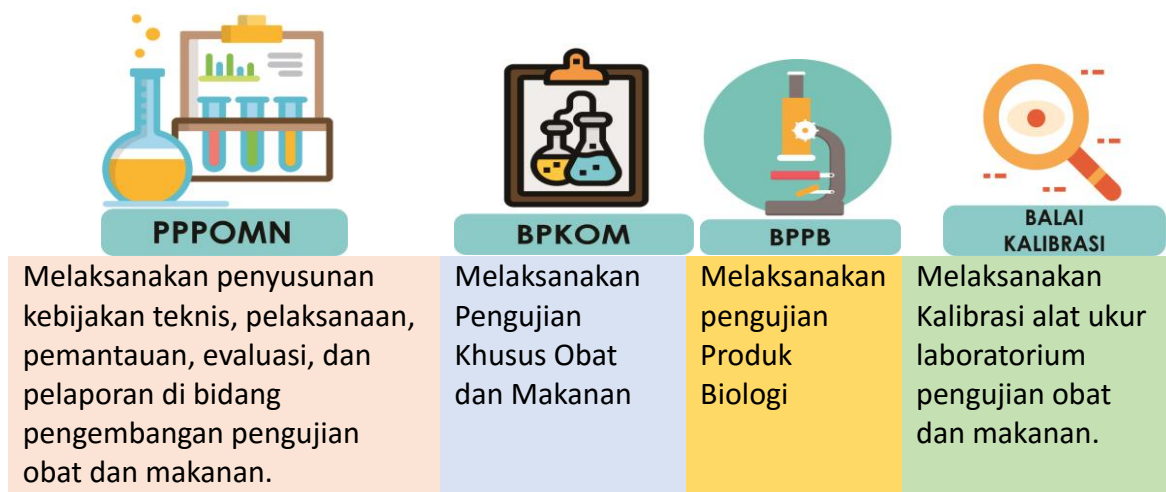 PPPOMN
Melaksanakan penyusunan
kebijakan teknis, pelaksanaan,
pemantauan, evaluasi, dan
pelaporan di bidang
pengembangan pengujian
obat dan makanan.
BPKOM
Melaksanakan
Pengujian
Khusus Obat
dan Makanan
BPPB
Melaksanakan
pengujian
Produk
Biologi
BALAI
KALIBRASI
Melaksanakan
Kalibrasi alat ukur
laboratorium
pengujian obat
dan makanan.